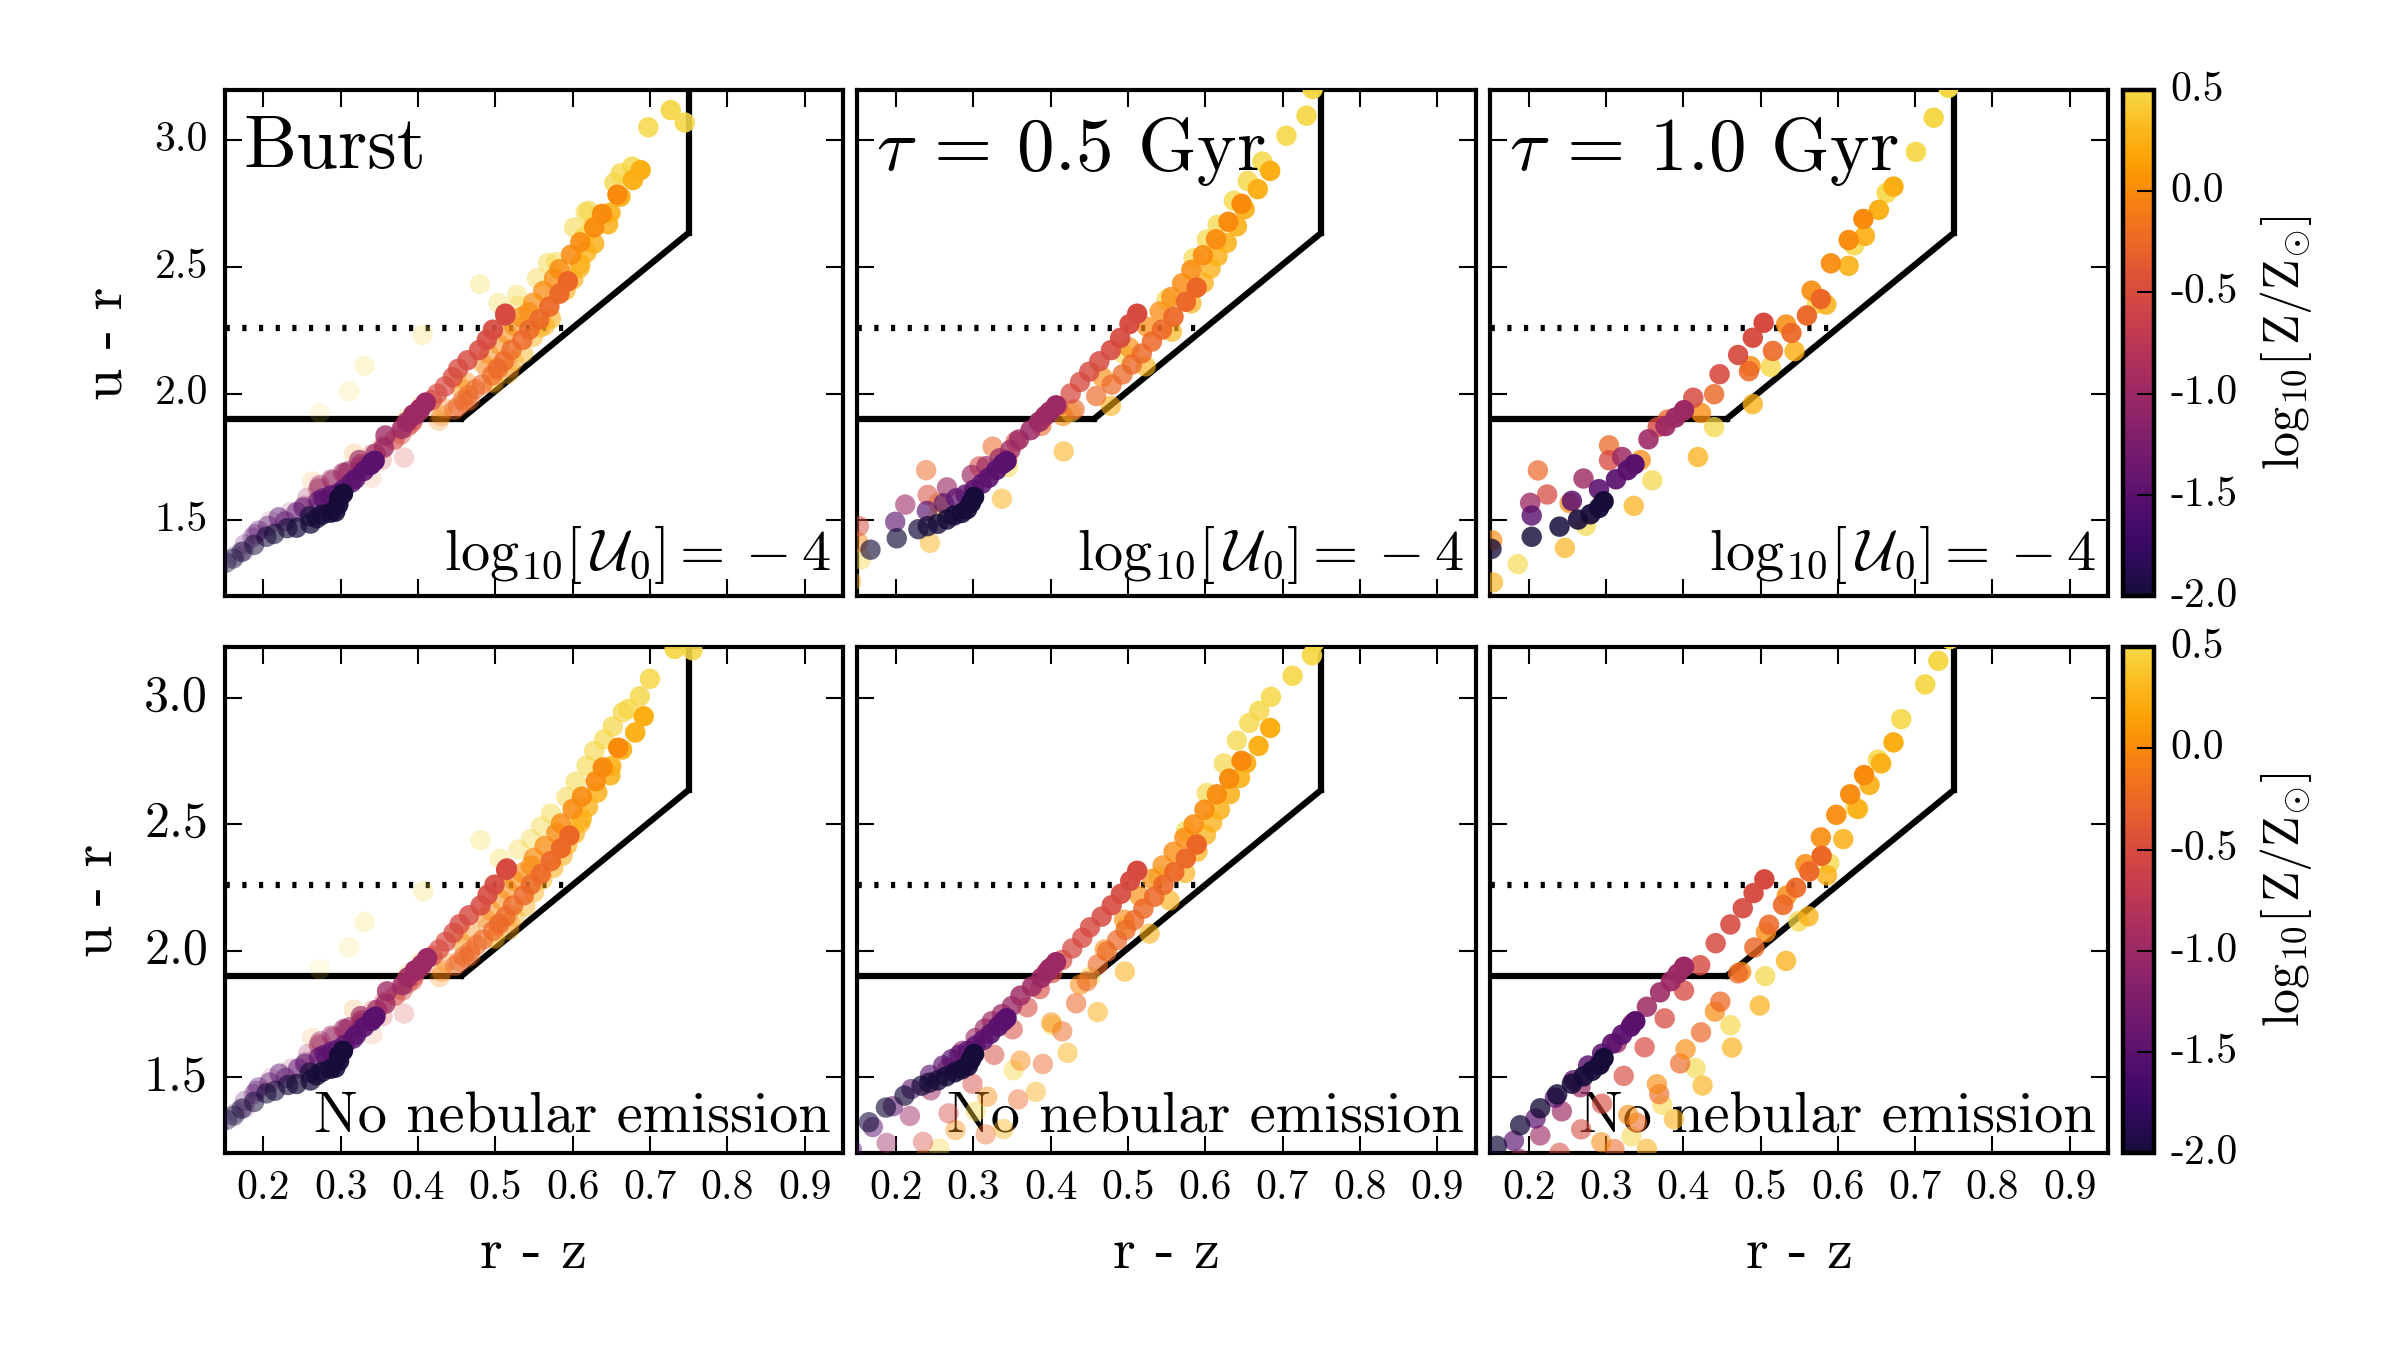 Burst
τ = 0.5 Gyr
τ = 1.0 Gyr
3.0
2.5
2.0
1.5
u - r
log₁₀[𝒰₀] = −4
log₁₀[𝒰₀] = −4
log₁₀[𝒰₀] = −4
0.5
0.0
-0.5
-1.0
-1.5
-2.0
log₁₀[Z/Z☉]
3.0
2.5
2.0
1.5
u - r
No nebular emission
No nebular emission
No nebular emission
0.5
0.0
-0.5
-1.0
-1.5
-2.0
log₁₀[Z/Z☉]
0.2 0.3 0.4 0.5 0.6 0.7 0.8 0.9
0.2 0.3 0.4 0.5 0.6 0.7 0.8 0.9
0.2 0.3 0.4 0.5 0.6 0.7 0.8 0.9
r - z
r - z
r - z